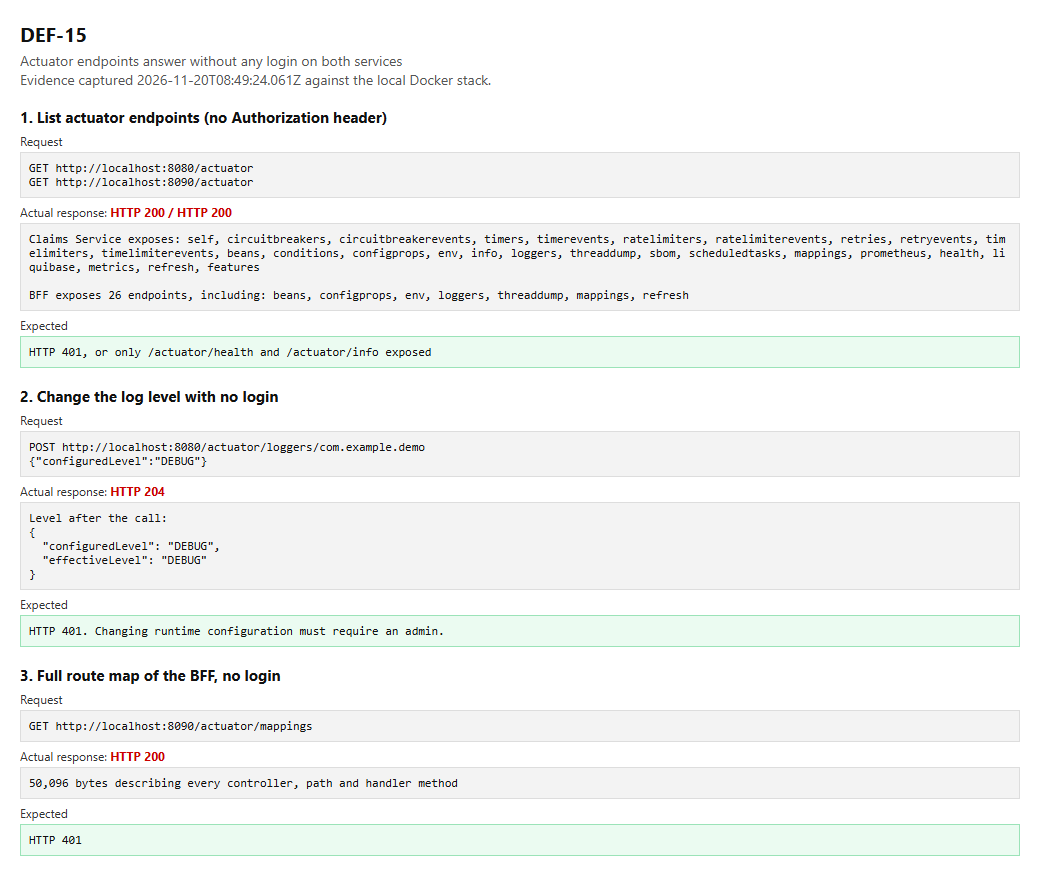 DEF-15
Actuator endpoints answer without any login on both services
Evidence captured 2026-11-20T08:49:24.061Z against the local Docker stack.
1. List actuator endpoints (no Authorization header)
Request
GET http://localhost:8080/actuator
GET http://localhost:8090/actuator
Actual response: HTTP 200 / HTTP 200
Claims Service exposes: self, circuitbreakers, circuitbreakerevents, timers, timerevents, ratelimiters, ratelimiterevents, retries, retryevents, tim
elimiters, timelimiterevents, beans, conditions, configprops, env, info, loggers, threaddump, sbom, scheduledtasks, mappings, prometheus, health, li
quibase, metrics, refresh, features
BFF exposes 26 endpoints, including: beans, configprops, env, loggers, threaddump, mappings, refresh
Expected
HTTP 401, or only /actuator/health and /actuator/info exposed
2. Change the log level with no login
Request
POST http://localhost:8080/actuator/loggers/com.example.demo
{"configuredLevel":"DEBUG"}
Actual response: HTTP 204
Level after the call:
{
  "configuredLevel": "DEBUG",
  "effectiveLevel": "DEBUG"
}
Expected
HTTP 401. Changing runtime configuration must require an admin.
3. Full route map of the BFF, no login
Request
GET http://localhost:8090/actuator/mappings
Actual response: HTTP 200
50,096 bytes describing every controller, path and handler method
Expected
HTTP 401